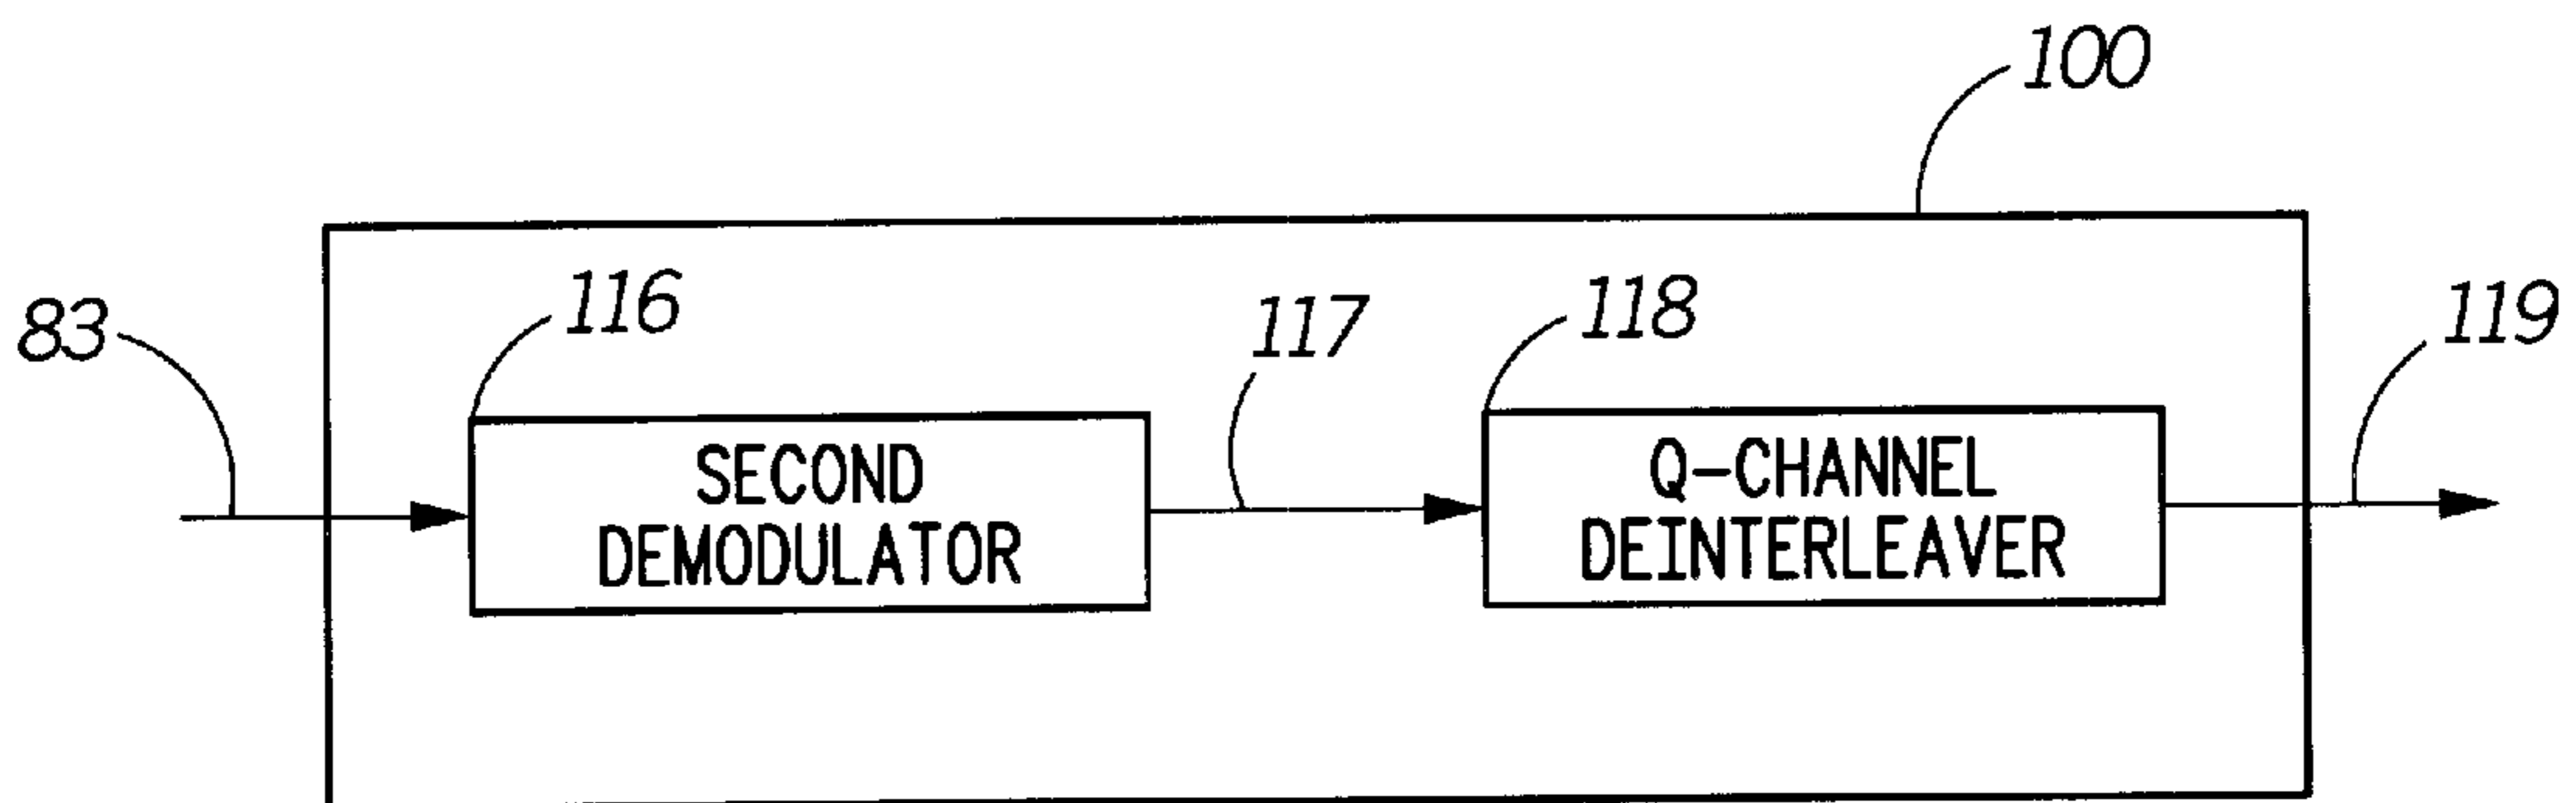 100
83
116
117
118
119
SECOND
DEMODULATOR
Q-CHANNEL
DEINTERLEAVER